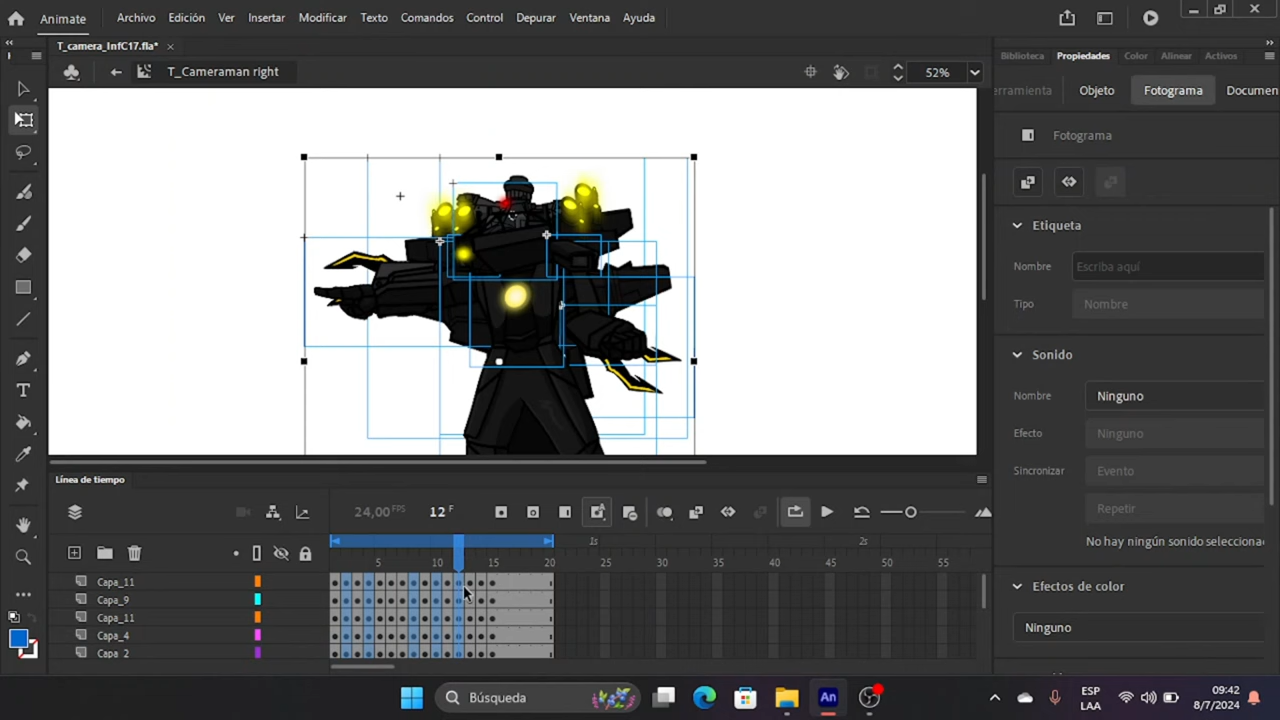 Animate Archivo Edición Ver Insertar Modificar Texto Comandos Control Depurar Ventana Ayuda
T_camera_InfC17.fla*
T_Cameraman right 52%
Biblioteca Propiedades Color Alinear Activos
erramienta Objeto Fotograma Documen
Fotograma
Etiqueta
Nombre Escriba aquí
Tipo Nombre
Sonido
Nombre Ninguno
Efecto Ninguno
Sincronizar Evento
Repetir
No hay ningún sonido selecciona
Efectos de color
Ninguno
Línea de tiempo
24,00 FPS 12 F
1s 2s
5 10 15 20 25 30 35 40 45 50 55
Capa_11
Capa_9
Capa_11
Capa_4
Capa_2
Búsqueda
ESP
LAA
09:42
8/7/2024